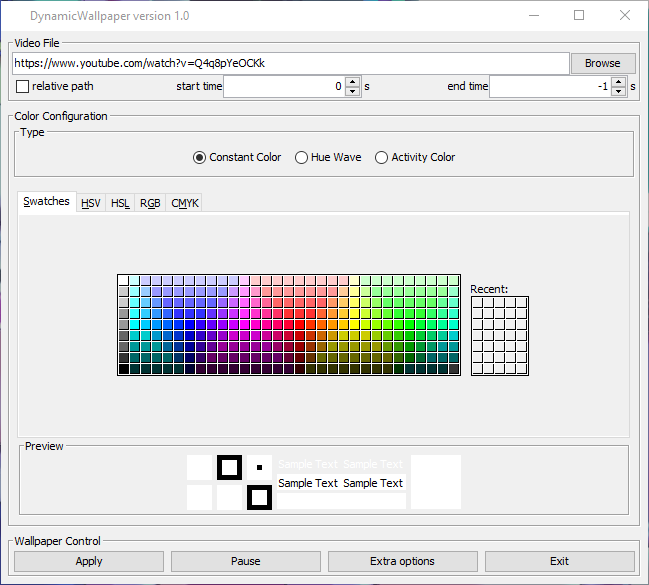 DynamicWallpaper version 1.0
Video File
https://www.youtube.com/watch?v=Q4q8pYeOCKk Browse
relative path start time 0 s end time -1 s
Color Configuration
Type
Constant Color Hue Wave Activity Color
Swatches HSV HSL RGB CMYK
Recent:
Preview
Sample Text Sample Text
Sample Text Sample Text
Wallpaper Control
Apply Pause Extra options Exit